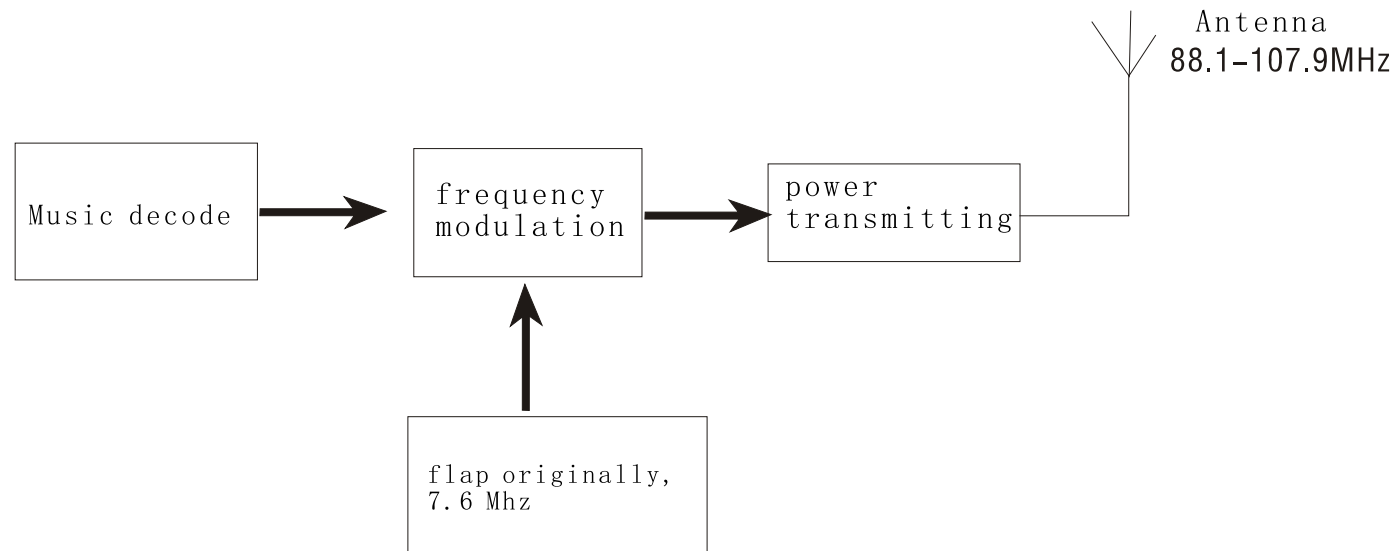 Antenna
88.1-107.9MHz
Music decode
frequency
modulation
power
transmitting
flap originally,
7.6 Mhz